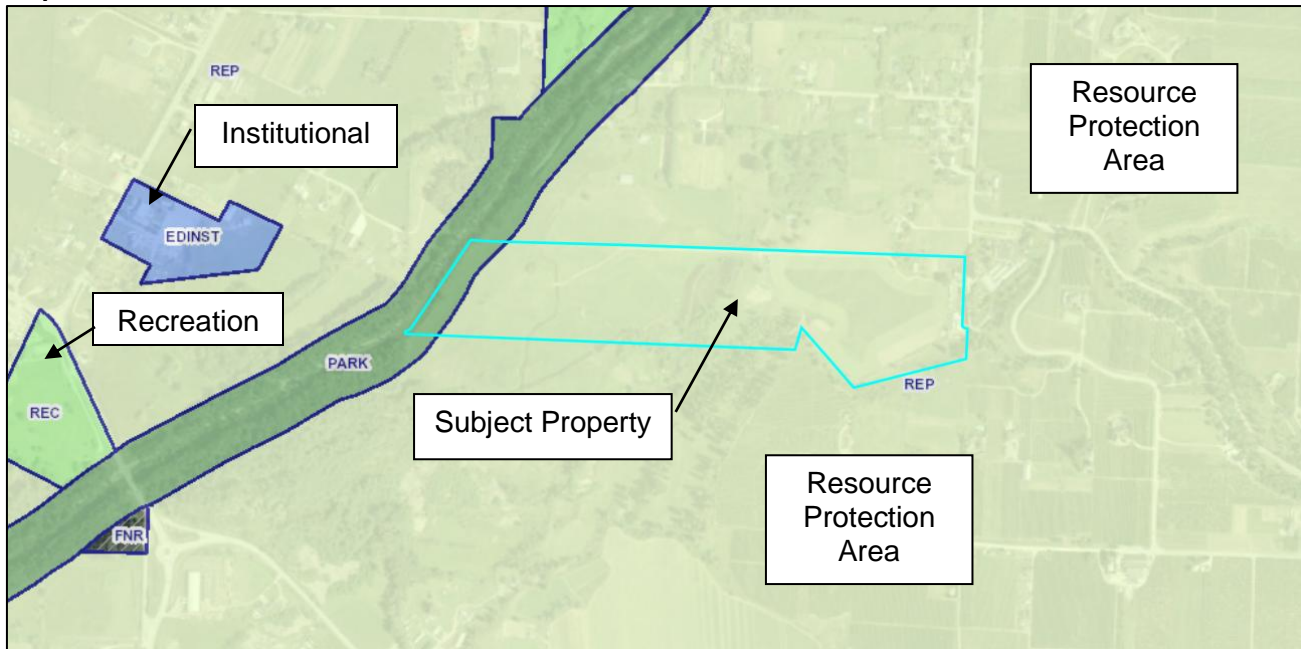 REP
Institutional
Resource
Protection
Area
EDINST
Recreation
PARK
REC
Subject Property
REP
Resource
Protection
Area
FNR